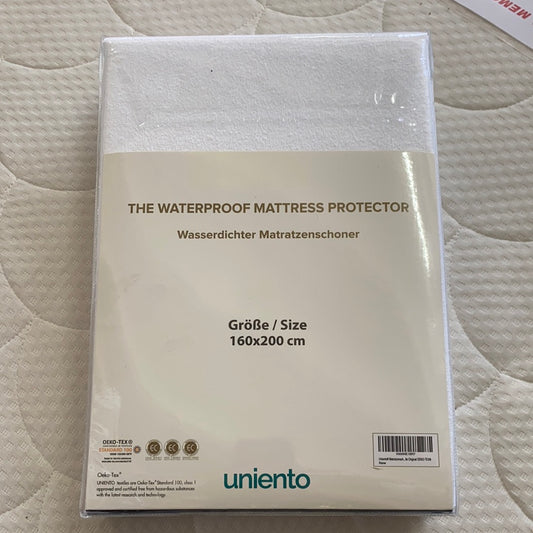 MEM
THE WATERPROOF MATTRESS PROTECTOR
Wasserdichter Matratzenschoner
Größe / Size
160x200 cm
OEKO-TEX®
STANDARD 100
Oeko-Tex®
UNIENTO textiles are Oeko-Tex® Standard 100, class 1
approved and certified free from hazardous substances
with the latest research and technology.
uniento